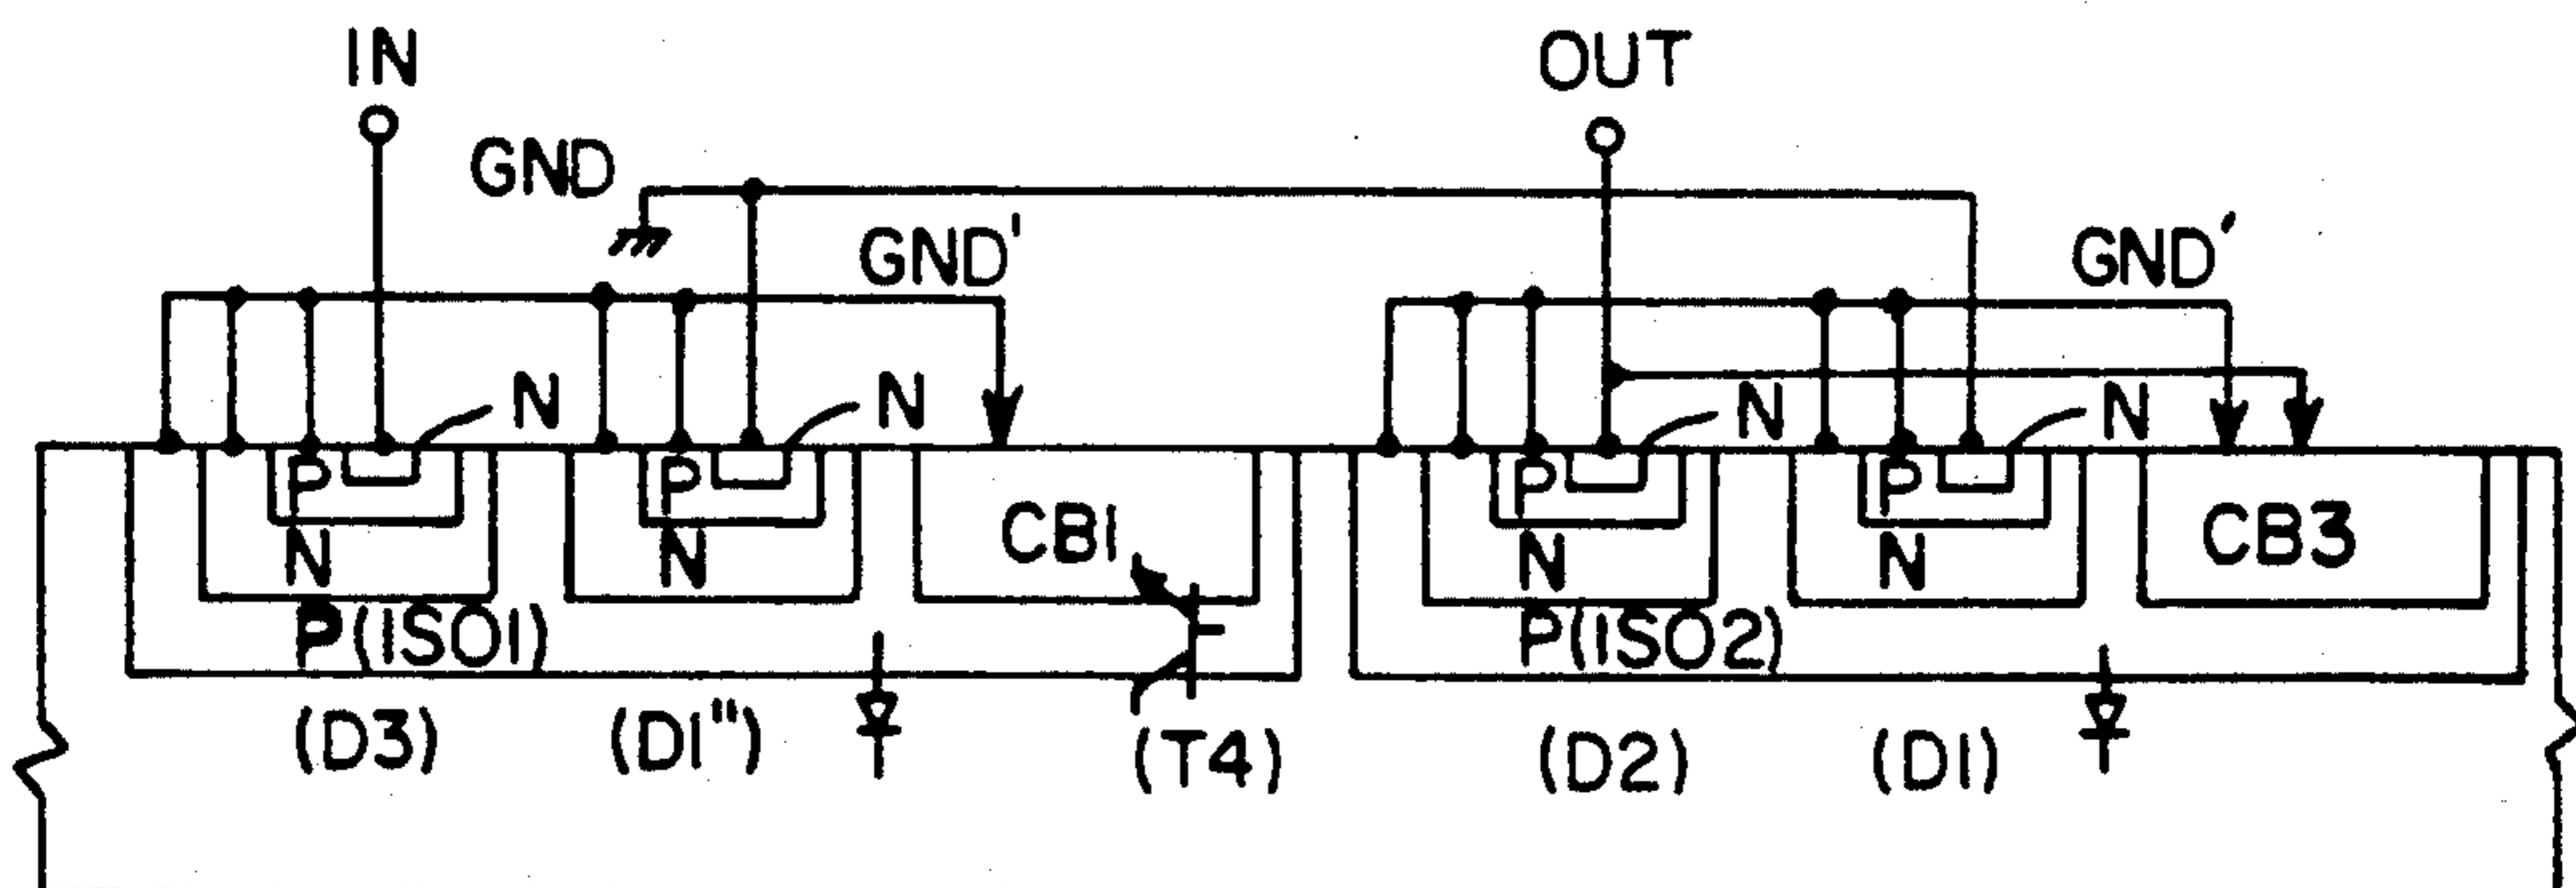 IN
OUT
GND
GND'
GND'
N
N
N
N
P
P
P
P
CB1
CB3
N
N
N
N
P(ISO1)
P(ISO2)
(D3)
(D1")
(T4)
(D2)
(D1)